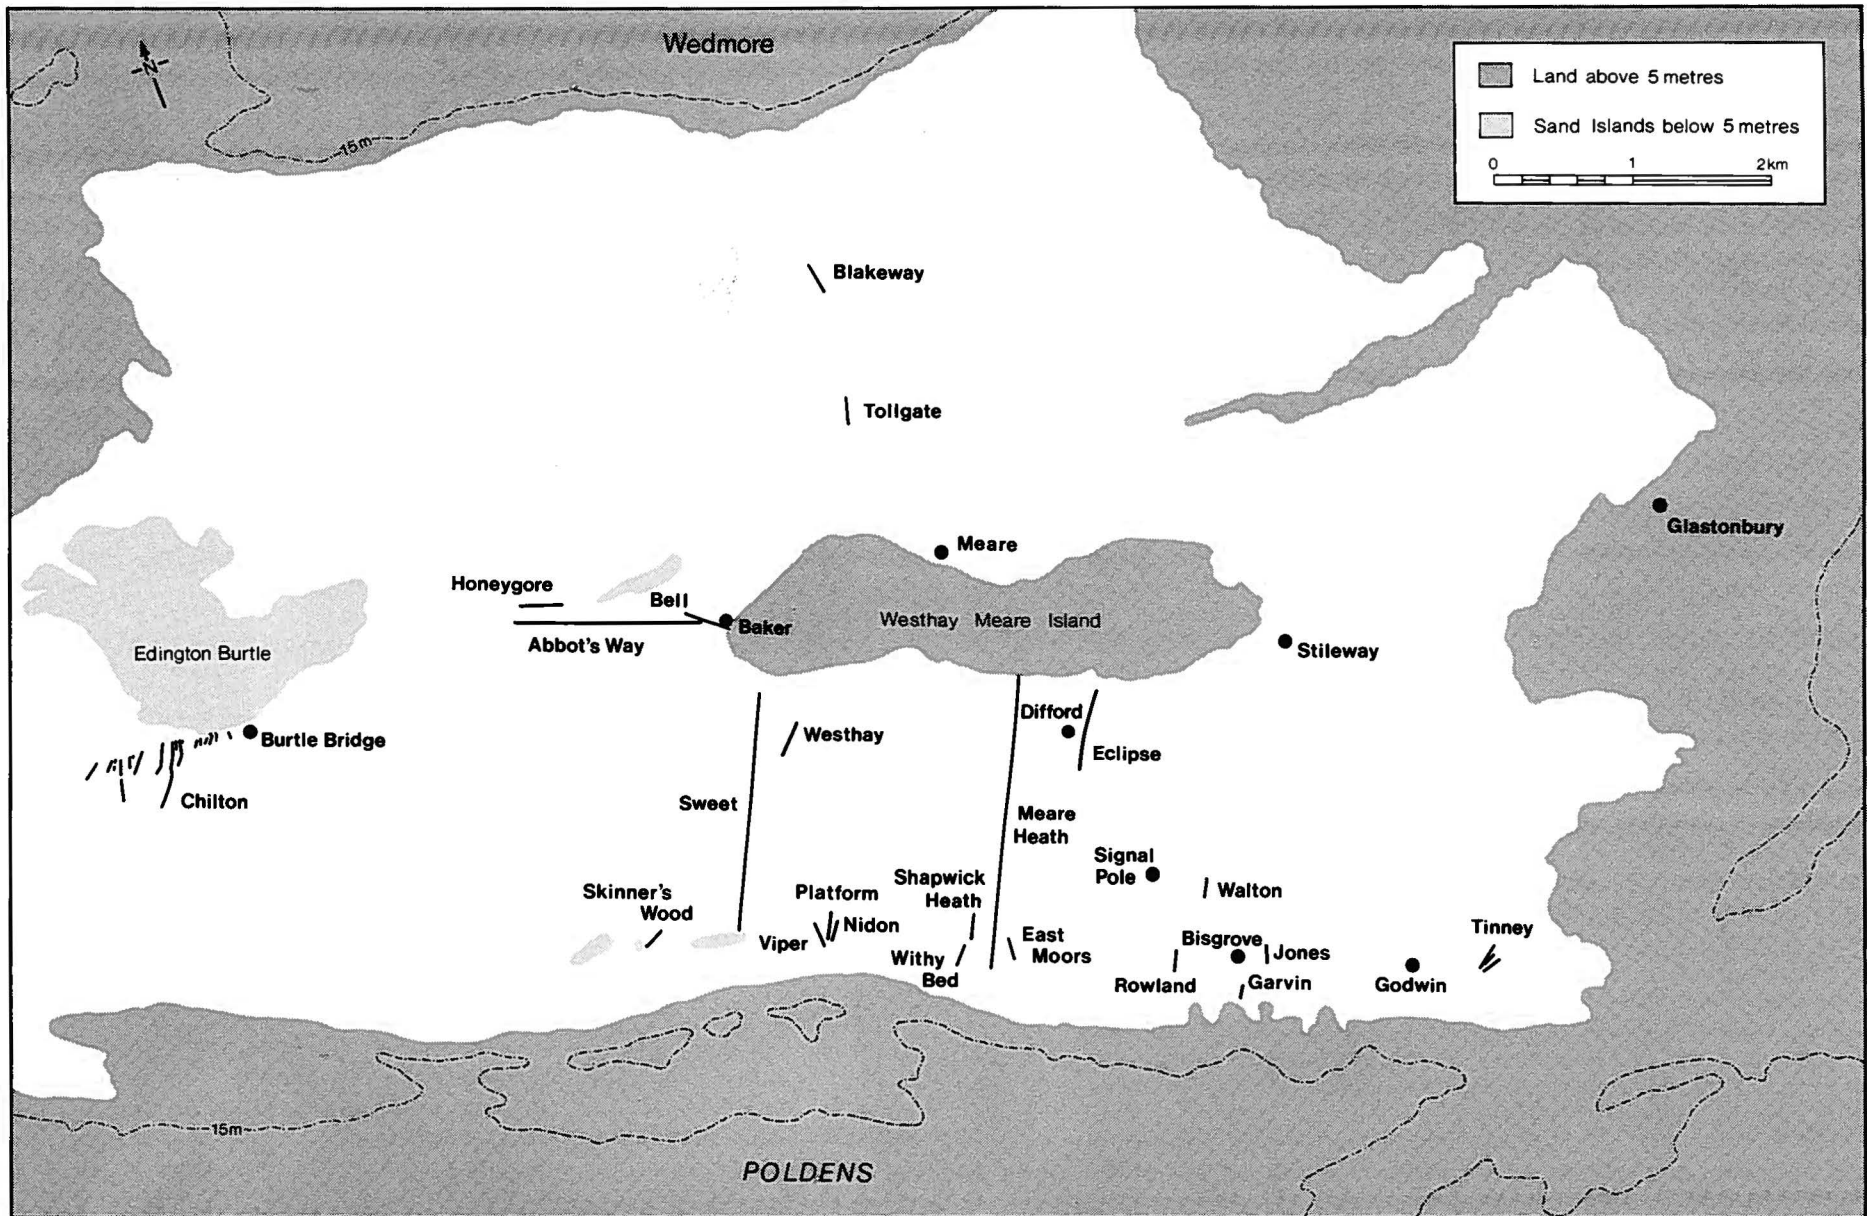 Wedmore
N
Land above 5 metres
Sand Islands below 5 metres
0 1 2km
15m
Blakeway
Tollgate
Glastonbury
Meare
Honeygore
Bell
Baker
Westhay Meare Island
Abbot's Way
Stileway
Edington Burtle
Difford
Burtle Bridge
Westhay
Eclipse
Chilton
Sweet
Meare
Heath
Signal
Pole
Shapwick
Heath
Walton
Skinner's
Wood
Platform
Nidon
Viper
Withy
Bed
East
Moors
Bisgrove
Jones
Tinney
Rowland
Garvin
Godwin
15m
POLDENS